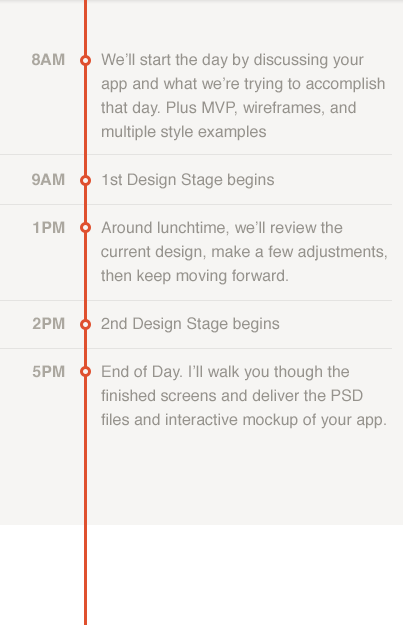 8AM We’ll start the day by discussing your
app and what we’re trying to accomplish
that day. Plus MVP, wireframes, and
multiple style examples
9AM 1st Design Stage begins
1PM Around lunchtime, we’ll review the
current design, make a few adjustments,
then keep moving forward.
2PM 2nd Design Stage begins
5PM End of Day. I’ll walk you though the
finished screens and deliver the PSD
files and interactive mockup of your app.